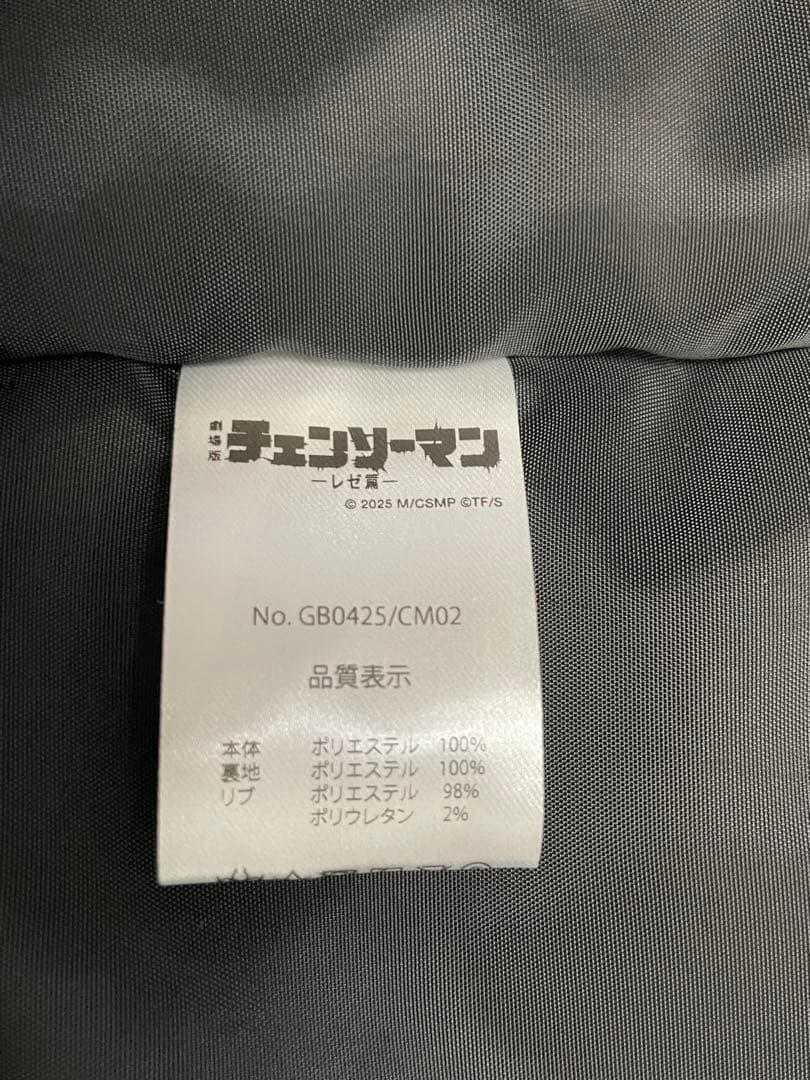 劇場版 チェンソーマン
―レゼ篇―
© 2025 M/CSMP ©TF/S
No. GB0425/CM02
品質表示
本体 ポリエステル 100%
裏地 ポリエステル 100%
リブ ポリエステル 98%
ポリウレタン 2%